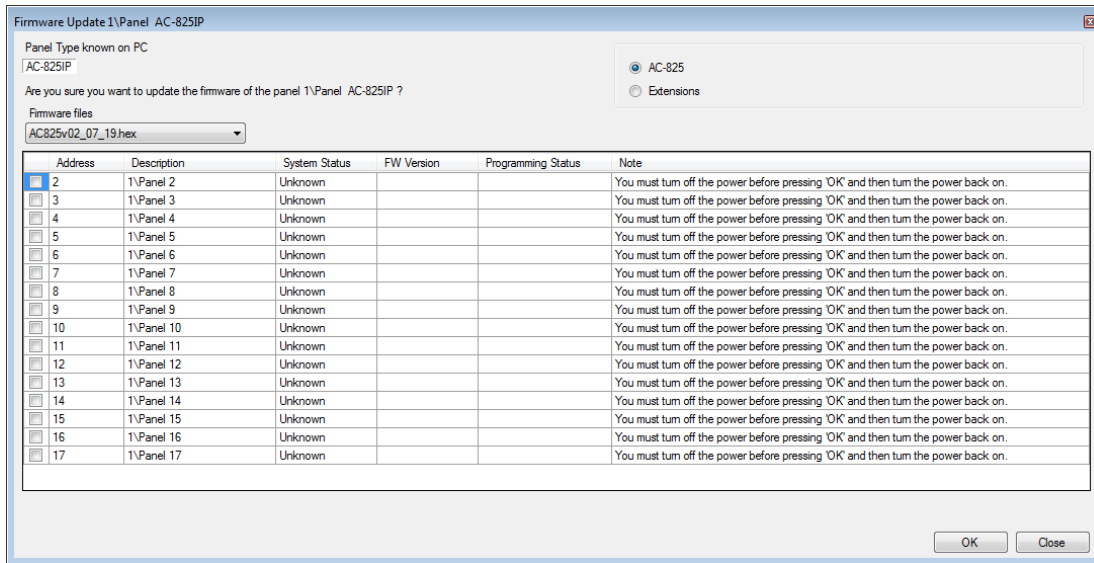 Firmware Update 1\Panel AC-825IP
Panel Type known on PC
AC-825IP
AC-825
Are you sure you want to update the firmware of the panel 1\Panel AC-825IP ?
Extensions
Firmware files
AC825v02_07_19.hex
Address Description System Status FW Version Programming Status Note
2 1\Panel 2 Unknown You must turn off the power before pressing 'OK' and then turn the power back on.
3 1\Panel 3 Unknown You must turn off the power before pressing 'OK' and then turn the power back on.
4 1\Panel 4 Unknown You must turn off the power before pressing 'OK' and then turn the power back on.
5 1\Panel 5 Unknown You must turn off the power before pressing 'OK' and then turn the power back on.
6 1\Panel 6 Unknown You must turn off the power before pressing 'OK' and then turn the power back on.
7 1\Panel 7 Unknown You must turn off the power before pressing 'OK' and then turn the power back on.
8 1\Panel 8 Unknown You must turn off the power before pressing 'OK' and then turn the power back on.
9 1\Panel 9 Unknown You must turn off the power before pressing 'OK' and then turn the power back on.
10 1\Panel 10 Unknown You must turn off the power before pressing 'OK' and then turn the power back on.
11 1\Panel 11 Unknown You must turn off the power before pressing 'OK' and then turn the power back on.
12 1\Panel 12 Unknown You must turn off the power before pressing 'OK' and then turn the power back on.
13 1\Panel 13 Unknown You must turn off the power before pressing 'OK' and then turn the power back on.
14 1\Panel 14 Unknown You must turn off the power before pressing 'OK' and then turn the power back on.
15 1\Panel 15 Unknown You must turn off the power before pressing 'OK' and then turn the power back on.
16 1\Panel 16 Unknown You must turn off the power before pressing 'OK' and then turn the power back on.
17 1\Panel 17 Unknown You must turn off the power before pressing 'OK' and then turn the power back on.
OK Close